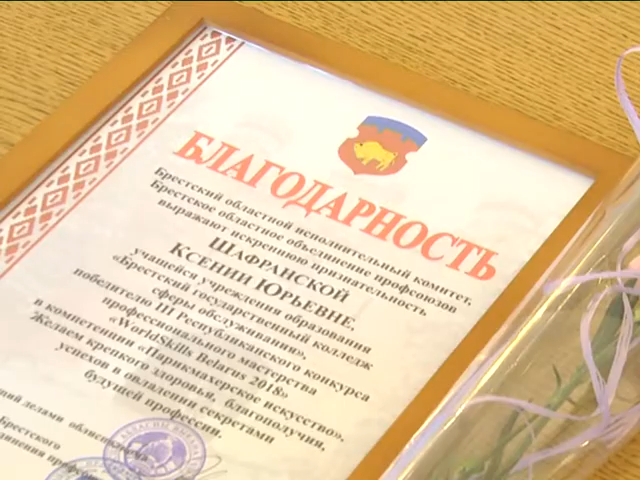 БЛАГОДАРНОСТЬ
Брестский областной исполнительный комитет,
Брестское областное объединение профсоюзов
выражают искреннюю признательность
ШАФРАНСКОЙ
КСЕНИИ ЮРЬЕВНЕ,
учащейся учреждения образования
«Брестский государственный колледж
сферы обслуживания»,
победителю III Республиканского конкурса
профессионального мастерства
«WorldSkills Belarus 2018»
в компетенции «Парикмахерское искусство».
Желаем крепкого здоровья, благополучия,
успехов в овладении секретами
будущей профессии.
делами
Брестского